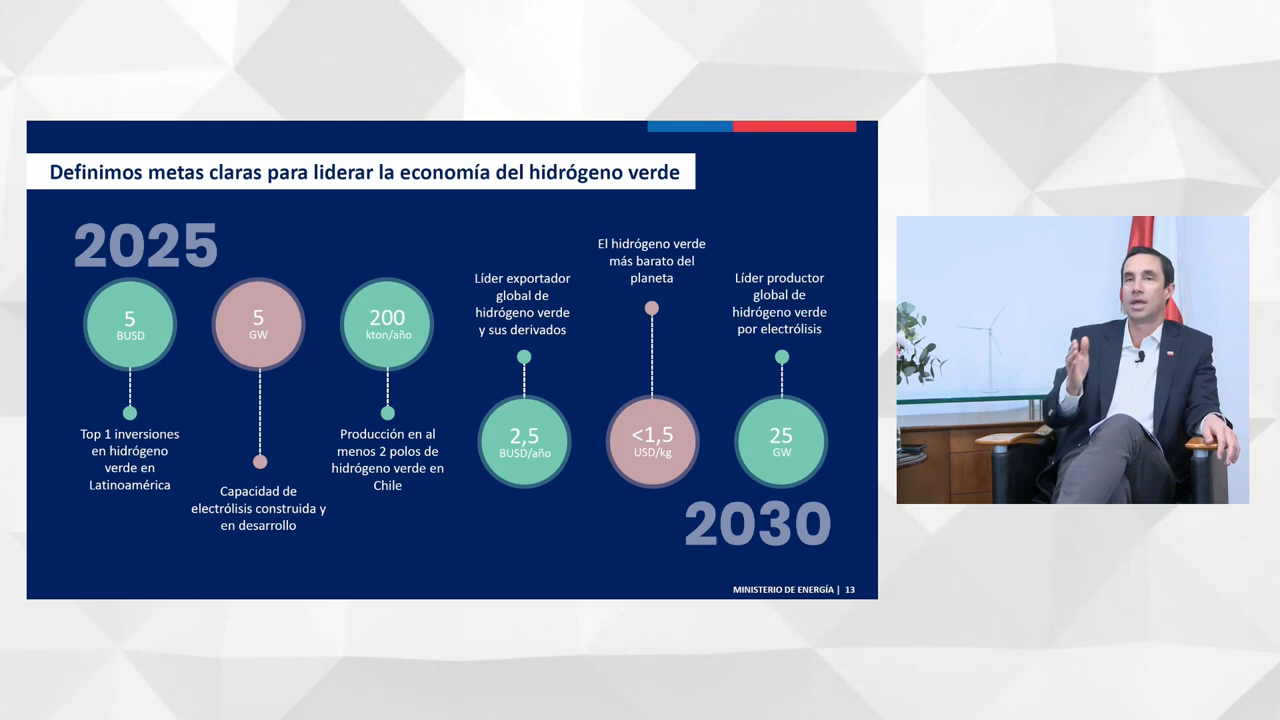 Definimos metas claras para liderar la economía del hidrógeno verde
2025
5
BUSD
Top 1 inversiones
en hidrógeno
verde en
Latinoamérica
5
GW
Capacidad de
electrólisis construida y
en desarrollo
200
kton/año
Producción en al
menos 2 polos de
hidrógeno verde en
Chile
Líder exportador
global de
hidrógeno verde
y sus derivados
2,5
BUSD/año
El hidrógeno verde
más barato del
planeta
<1,5
USD/kg
Líder productor
global de
hidrógeno verde
por electrólisis
25
GW
2030
MINISTERIO DE ENERGÍA | 13